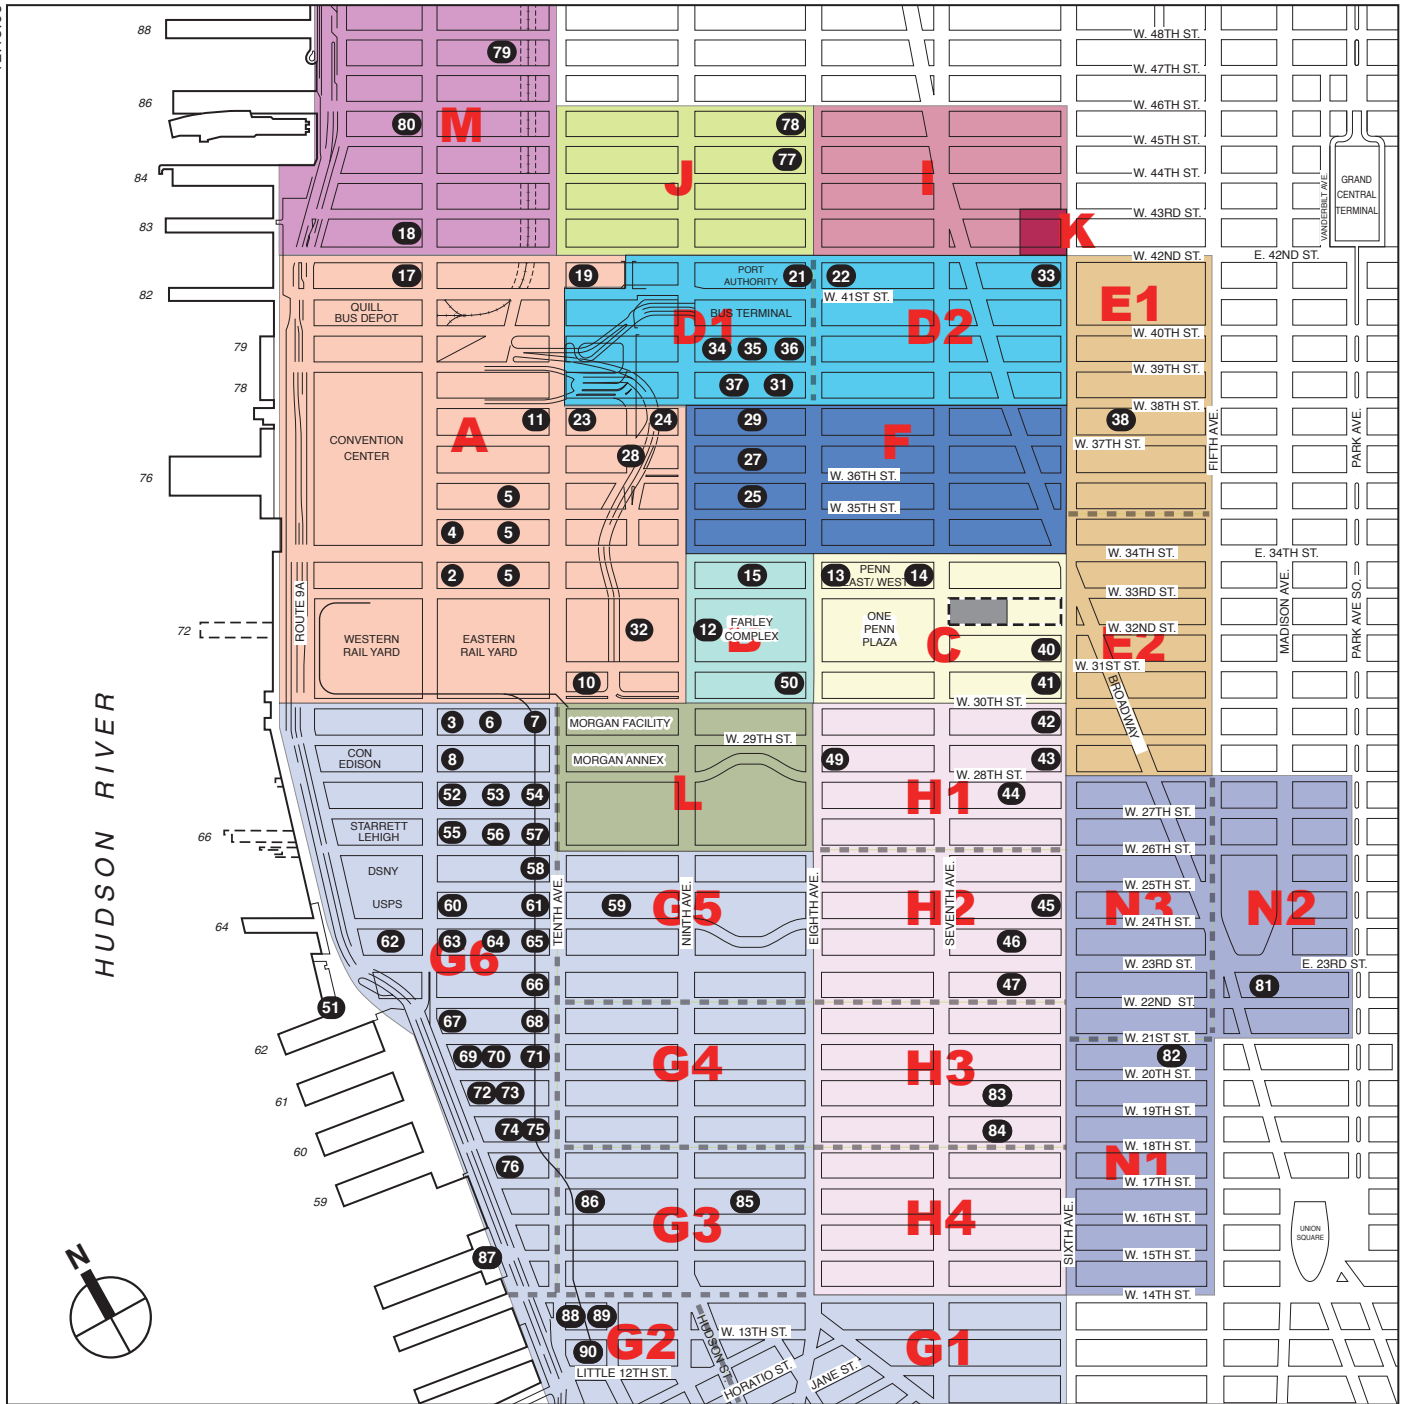 88
W. 48TH ST.
79
W. 47TH ST.
86
W. 46TH ST.
80
M
78
W. 45TH ST.
77
84
J
I
W. 44TH ST.
VANDERBILT AVE.
GRAND
CENTRAL
TERMINAL
83
18
W. 43RD ST.
K
W. 42ND ST.
E. 42ND ST.
17
19
PORT
AUTHORITY
21
22
33
82
W. 41ST ST.
QUILL
BUS DEPOT
BUS TERMINAL
D1
D2
E1
W. 40TH ST.
79
34
35
36
W. 39TH ST.
78
37
31
W. 38TH ST.
11
23
24
29
38
CONVENTION
CENTER
A
F
W. 37TH ST.
FIFTH AVE.
PARK AVE.
28
27
76
W. 36TH ST.
5
25
W. 35TH ST.
4
5
W. 34TH ST.
E. 34TH ST.
2
5
15
13
PENN
EAST/ WEST
14
W. 33RD ST.
ROUTE 9A
MADISON AVE.
PARK AVE SO.
72
WESTERN
RAIL YARD
EASTERN
RAIL YARD
32
12
FARLEY
COMPLEX
B
ONE
PENN
PLAZA
C
W. 32ND ST.
E2
40
W. 31ST ST.
10
50
41
BROADWAY
W. 30TH ST.
3
6
7
MORGAN FACILITY
42
W. 29TH ST.
CON
EDISON
8
MORGAN ANNEX
49
43
W. 28TH ST.
HUDSON RIVER
52
53
54
L
H1
44
W. 27TH ST.
66
STARRETT
LEHIGH
55
56
57
W. 26TH ST.
DSNY
58
W. 25TH ST.
USPS
60
61
59
G5
H2
45
N3
N2
W. 24TH ST.
64
TENTH AVE.
NINTH AVE.
EIGHTH AVE.
SEVENTH AVE.
62
63
64
65
46
G6
W. 23RD ST.
E. 23RD ST.
66
47
81
51
W. 22ND ST.
67
68
W. 21ST ST.
62
69
70
71
G4
H3
82
W. 20TH ST.
61
72
73
83
W. 19TH ST.
74
75
84
60
W. 18TH ST.
76
N1
W. 17TH ST.
59
86
85
G3
H4
W. 16TH ST.
SIXTH AVE.
UNION
SQUARE
N
87
W. 15TH ST.
W. 14TH ST.
88
89
HUDSON ST.
W. 13TH ST.
90
G2
G1
LITTLE 12TH ST.
HORATIO ST.
JANE ST.